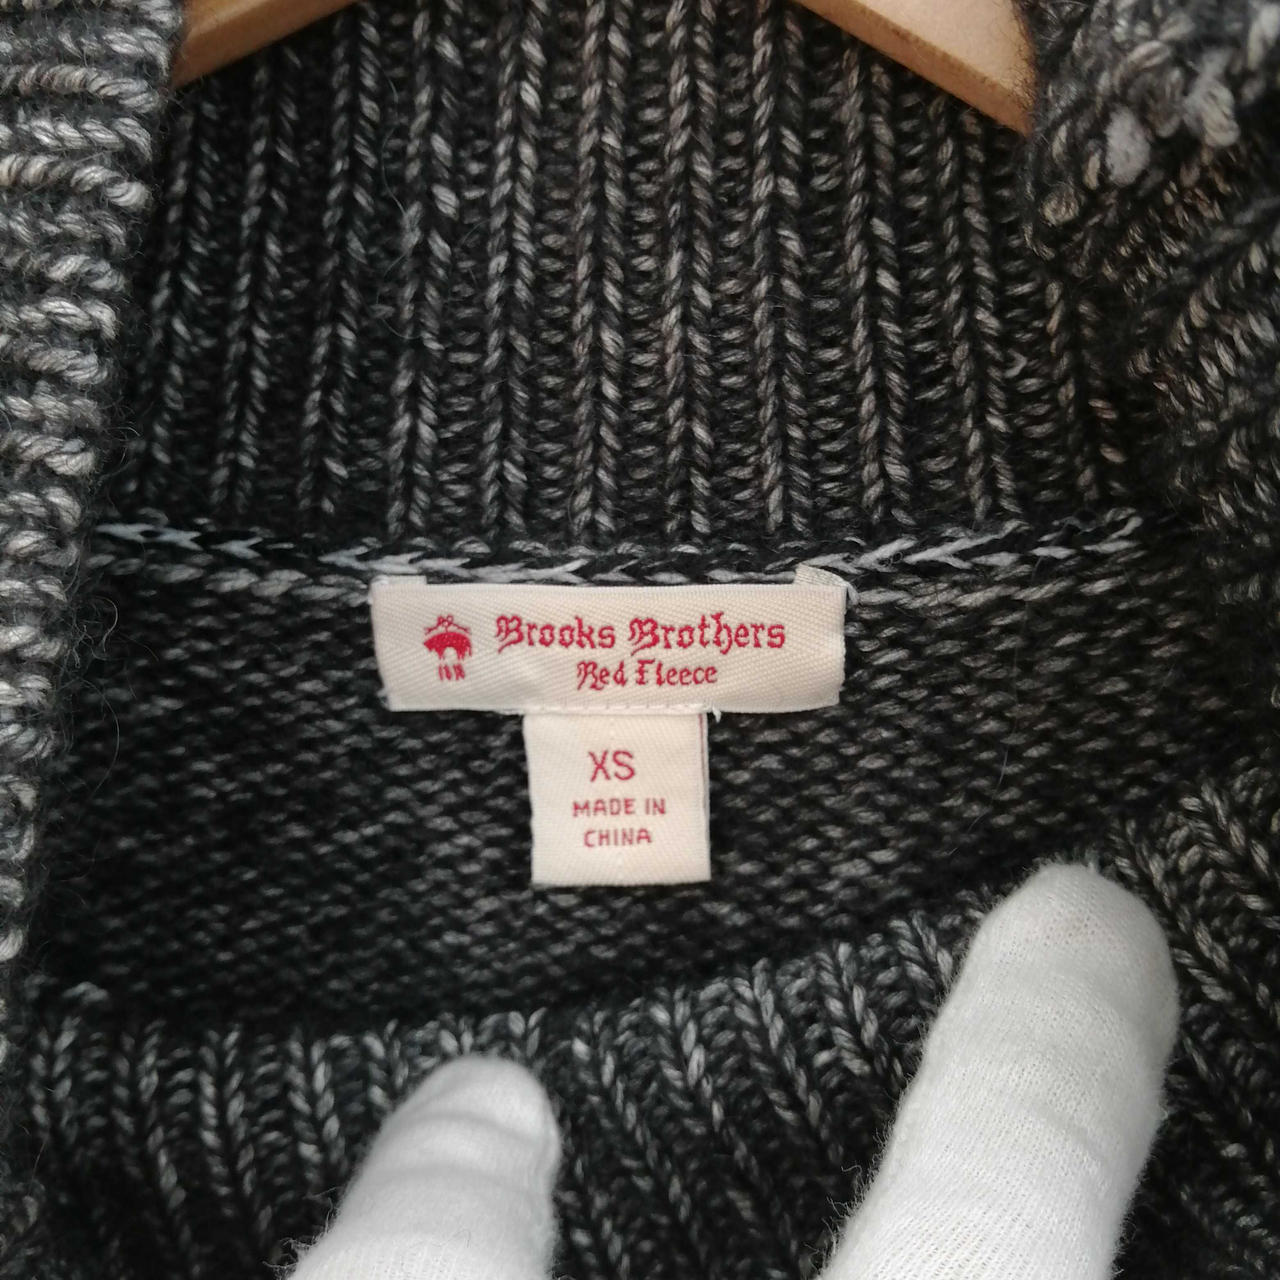 Brooks Brothers
Red Fleece
XS
MADE IN
CHINA